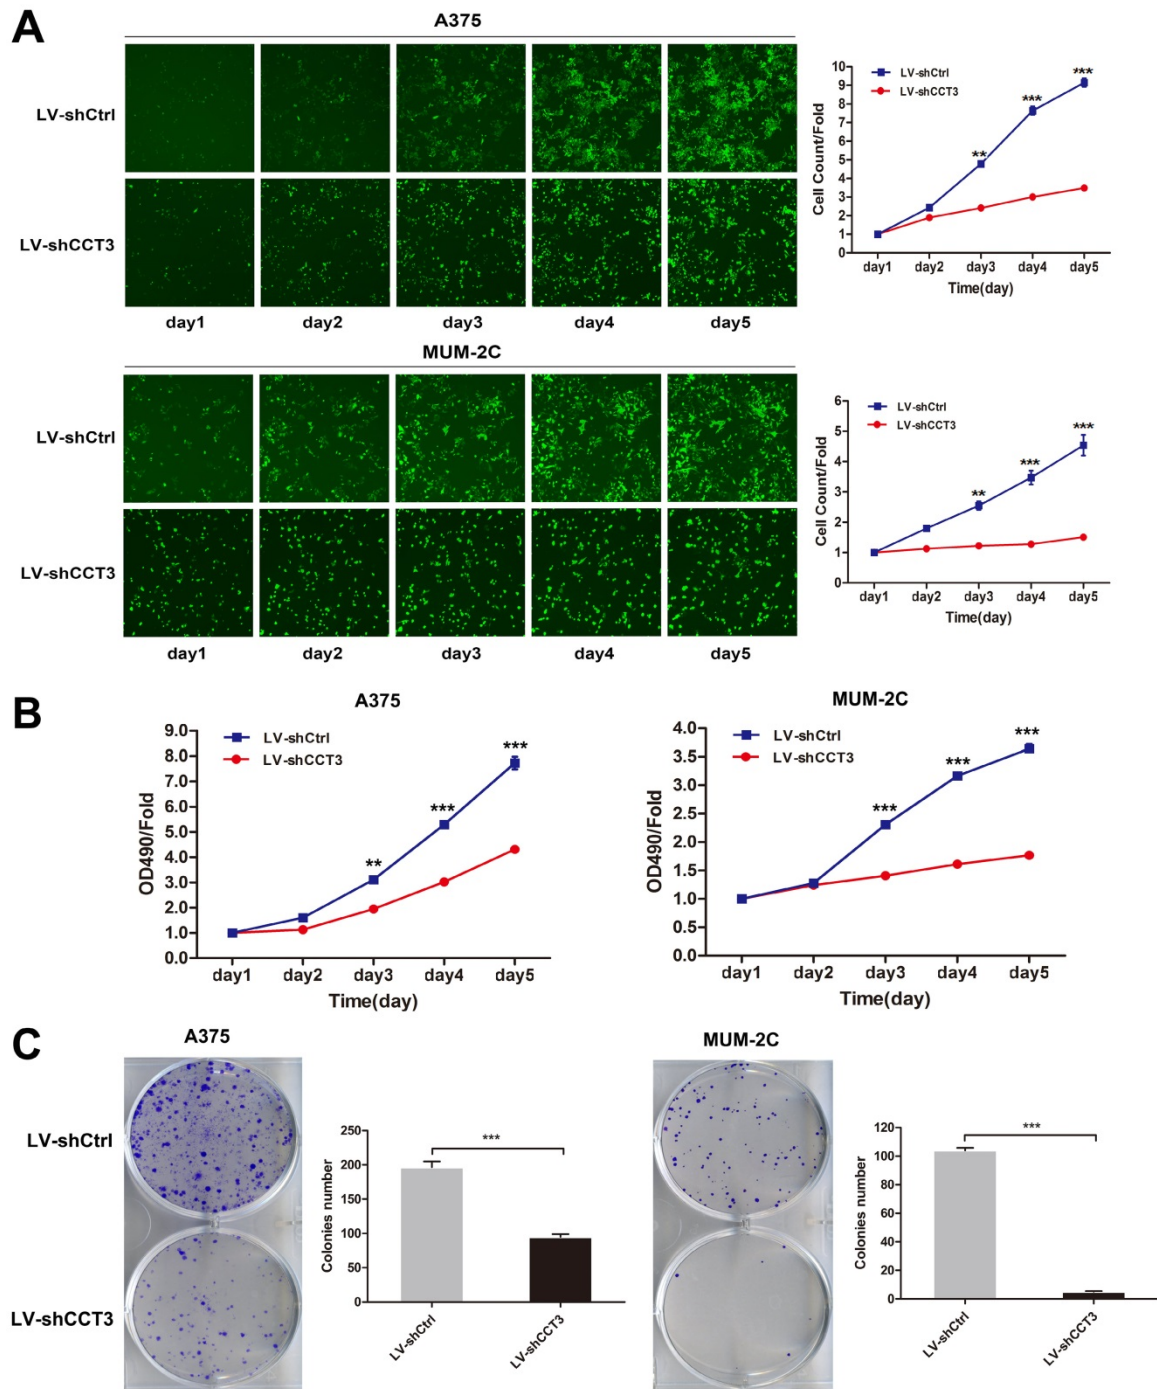 A
A375
LV-shCtrl
LV-shCCT3
day1 day2 day3 day4 day5
LV-shCtrl
LV-shCCT3
** *** ***
Cell Count/Fold
10
9
8
7
6
5
4
3
2
1
0
day1 day2 day3 day4 day5
Time(day)
MUM-2C
LV-shCtrl
LV-shCCT3
day1 day2 day3 day4 day5
LV-shCtrl
LV-shCCT3
** *** ***
Cell Count/Fold
6
5
4
3
2
1
0
day1 day2 day3 day4 day5
Time(day)
B
A375
LV-shCtrl
LV-shCCT3
** *** ***
OD490/Fold
9.0
8.0
7.0
6.0
5.0
4.0
3.0
2.0
1.0
0.0
day1 day2 day3 day4 day5
Time(day)
MUM-2C
LV-shCtrl
LV-shCCT3
*** *** ***
OD490/Fold
4.0
3.5
3.0
2.5
2.0
1.5
1.0
0.5
0.0
day1 day2 day3 day4 day5
Time(day)
C
A375
LV-shCtrl
LV-shCCT3
***
Colonies number
250
200
150
100
50
0
LV-shCtrl
LV-shCCT3
MUM-2C
***
Colonies number
120
100
80
60
40
20
0
LV-shCtrl
LV-shCCT3